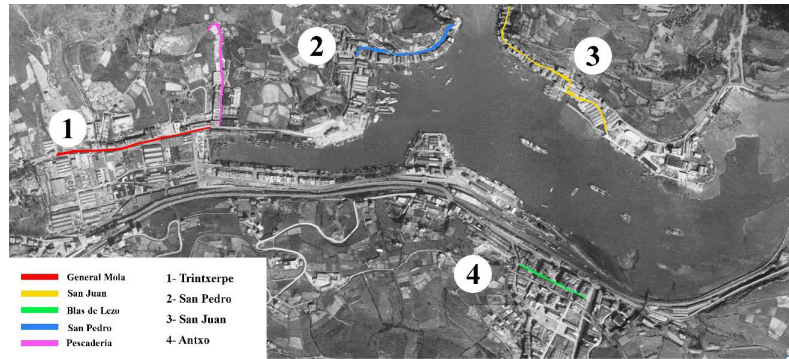 2
3
1
4
General Mola
San Juan
Blas de Lezo
San Pedro
Pescaderia
1- Trintxerpe
2- San Pedro
3- San Juan
4- Antxo